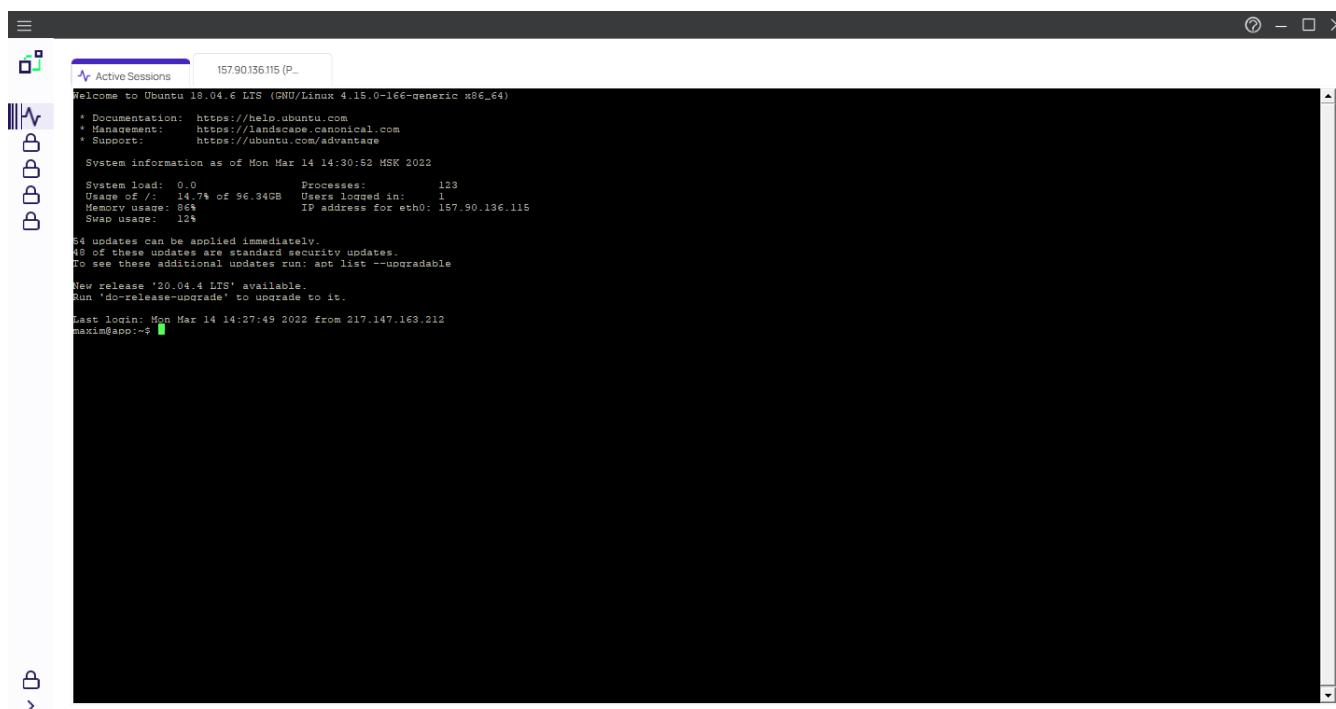 Active Sessions
157.90.136.115 (P...
Welcome to Ubuntu 18.04.6 LTS (GNU/Linux 4.15.0-166-generic x86_64)
* Documentation: https://help.ubuntu.com
* Management: https://landscape.canonical.com
* Support: https://ubuntu.com/advantage
System information as of Mon Mar 14 14:30:52 MSK 2022
System load: 0.0 Processes: 123
Usage of /: 14.7% of 96.34GB Users logged in: 1
Memory usage: 86% IP address for eth0: 157.90.136.115
Swap usage: 12%
54 updates can be applied immediately.
48 of these updates are standard security updates.
To see these additional updates run: apt list --upgradable
New release '20.04.4 LTS' available.
Run 'do-release-upgrade' to upgrade to it.
Last login: Mon Mar 14 14:27:49 2022 from 217.147.163.212
maxim@app:~$